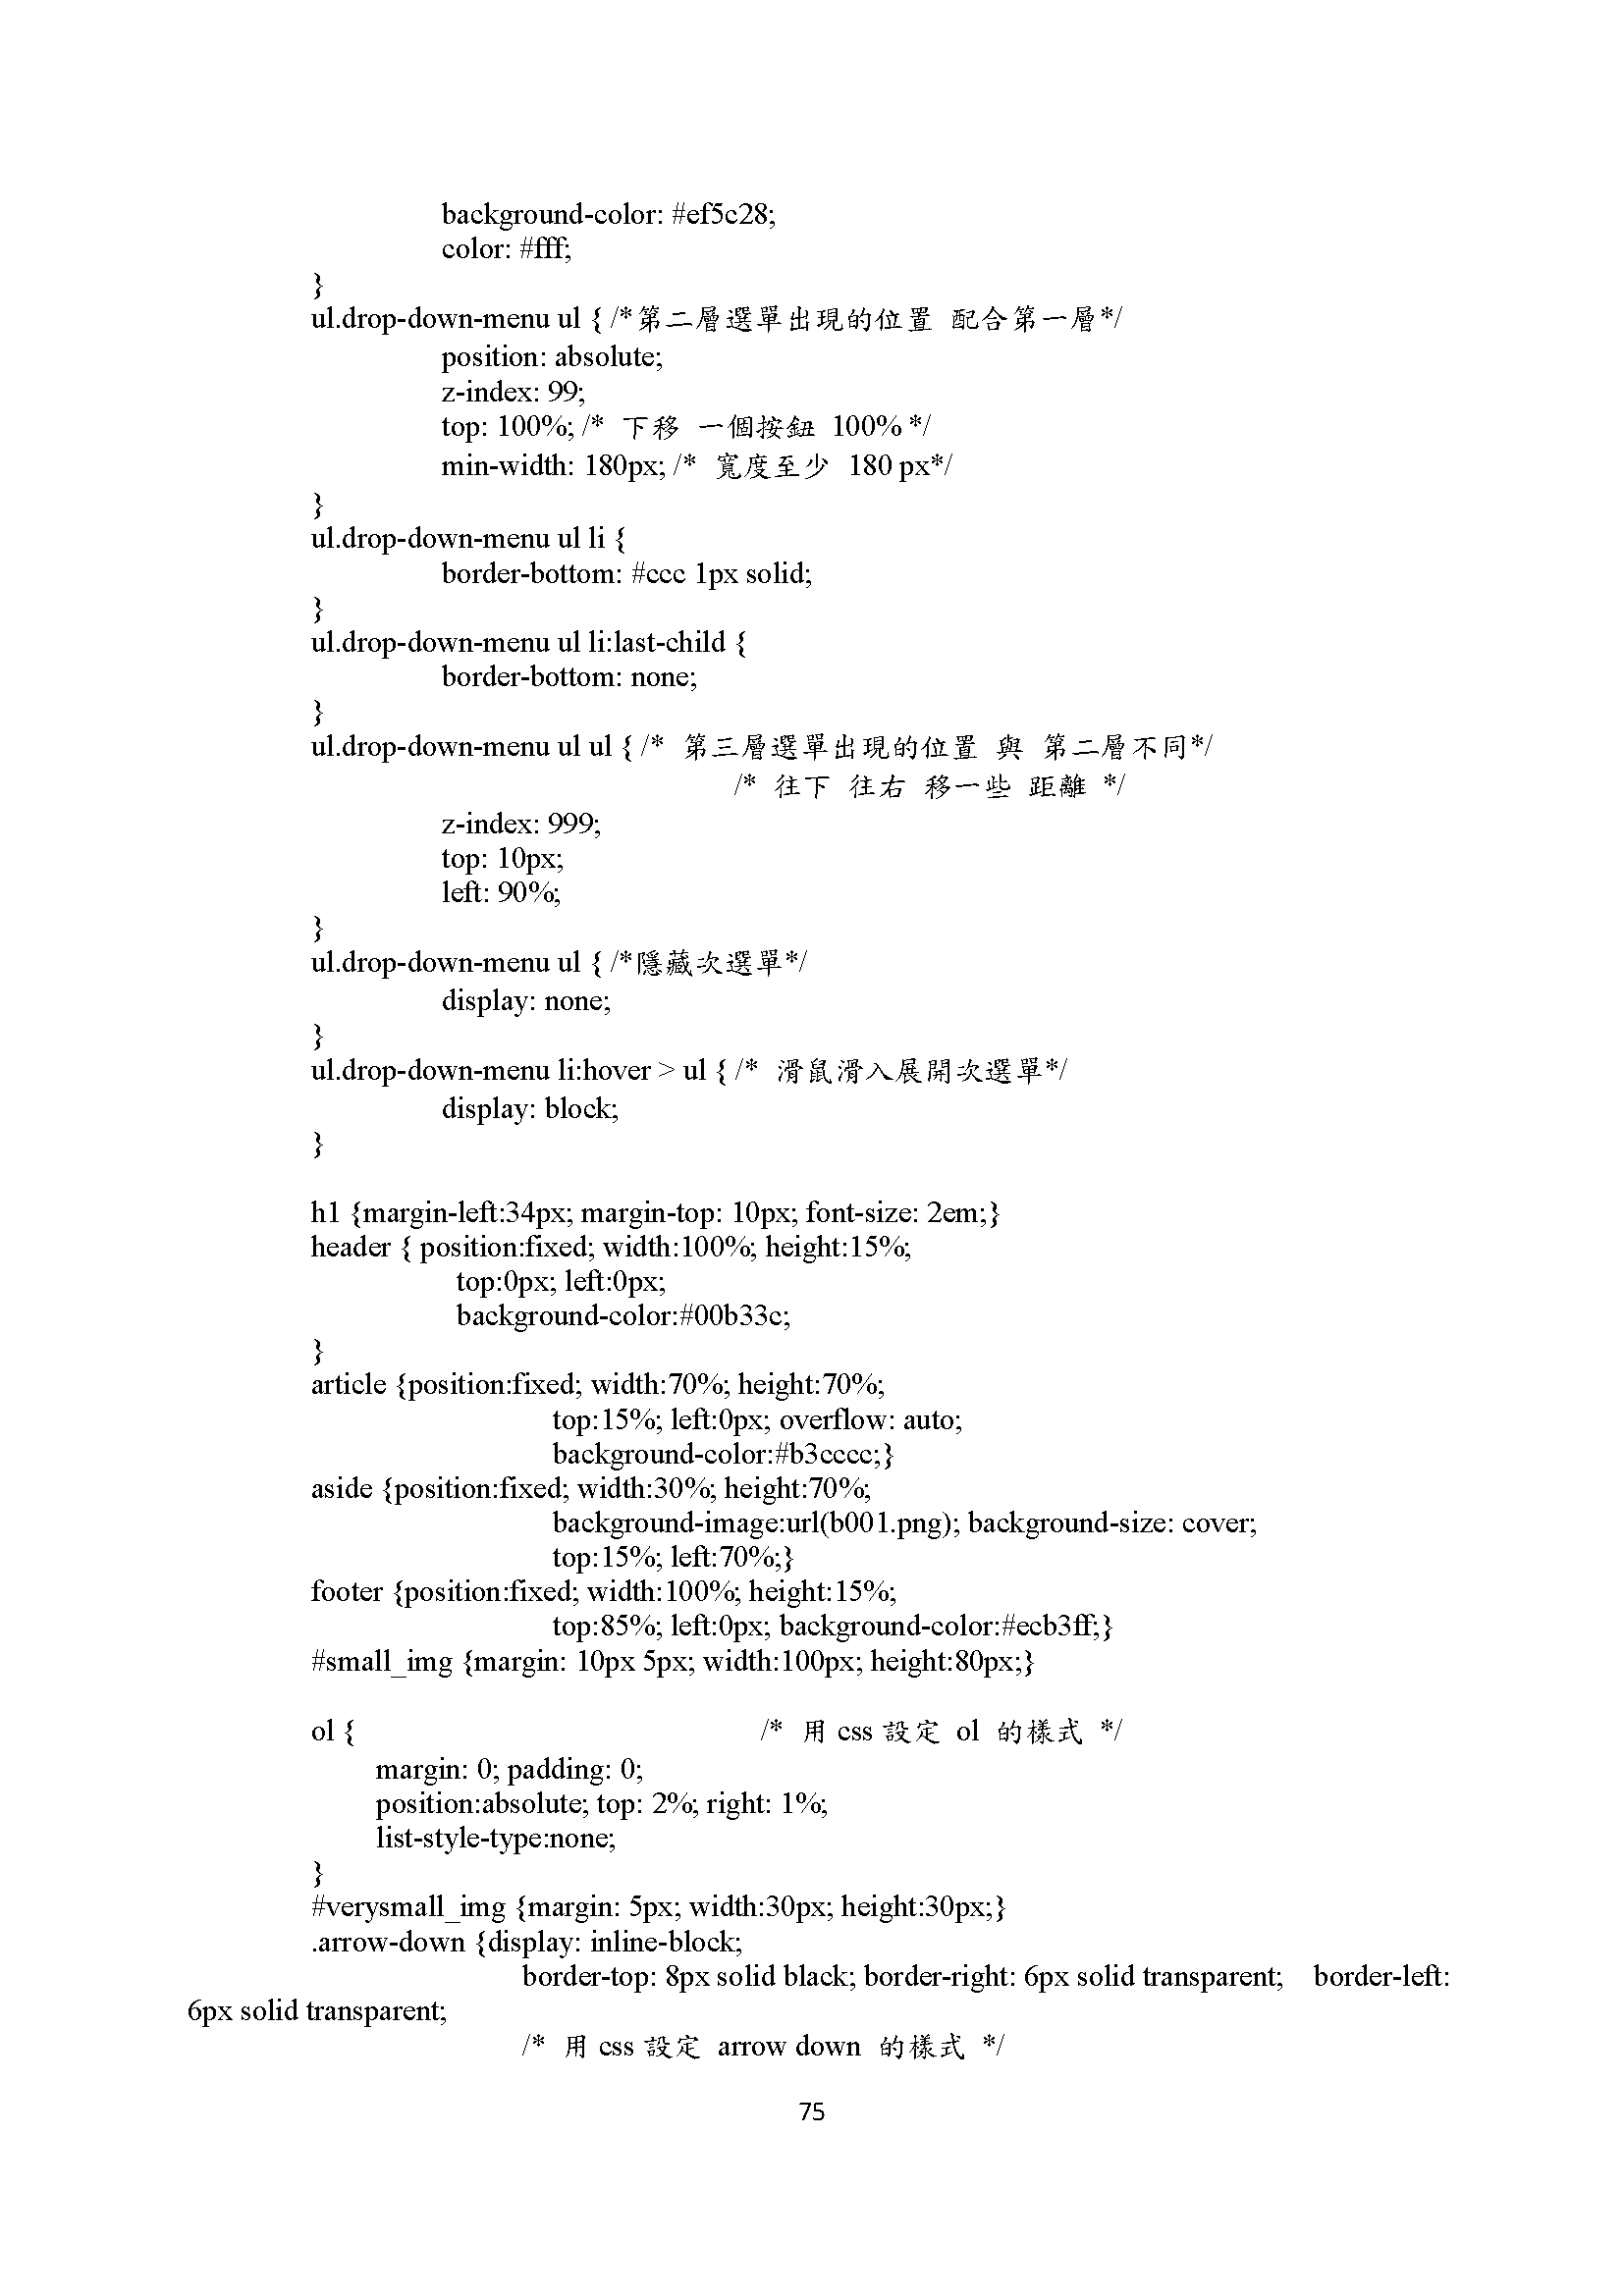 background-color: #ef5c28;
color: #fff;
}
ul.drop-down-menu ul { /*第二層選單出現的位置 配合第一層*/
position: absolute;
z-index: 99;
top: 100%; /* 下移 一個按鈕 100% */
min-width: 180px; /* 寬度至少 180 px*/
}
ul.drop-down-menu ul li {
border-bottom: #ccc 1px solid;
}
ul.drop-down-menu ul li:last-child {
border-bottom: none;
}
ul.drop-down-menu ul ul { /* 第三層選單出現的位置 與 第二層不同*/
/* 往下 往右 移一些 距離 */
z-index: 999;
top: 10px;
left: 90%;
}
ul.drop-down-menu ul { /*隱藏次選單*/
display: none;
}
ul.drop-down-menu li:hover > ul { /* 滑鼠滑入展開次選單*/
display: block;
}
h1 {margin-left:34px; margin-top: 10px; font-size: 2em;}
header { position:fixed; width:100%; height:15%;
top:0px; left:0px;
background-color:#00b33c;
}
article {position:fixed; width:70%; height:70%;
top:15%; left:0px; overflow: auto;
background-color:#b3cccc;}
aside {position:fixed; width:30%; height:70%;
background-image:url(b001.png); background-size: cover;
top:15%; left:70%;}
footer {position:fixed; width:100%; height:15%;
top:85%; left:0px; background-color:#ecb3ff;}
#small_img {margin: 10px 5px; width:100px; height:80px;}
ol { /* 用 css 設定 ol 的樣式 */
margin: 0; padding: 0;
position:absolute; top: 2%; right: 1%;
list-style-type:none;
}
#verysmall_img {margin: 5px; width:30px; height:30px;}
.arrow-down {display: inline-block;
border-top: 8px solid black; border-right: 6px solid transparent; border-left:
6px solid transparent;
/* 用 css 設定 arrow down 的樣式 */
75